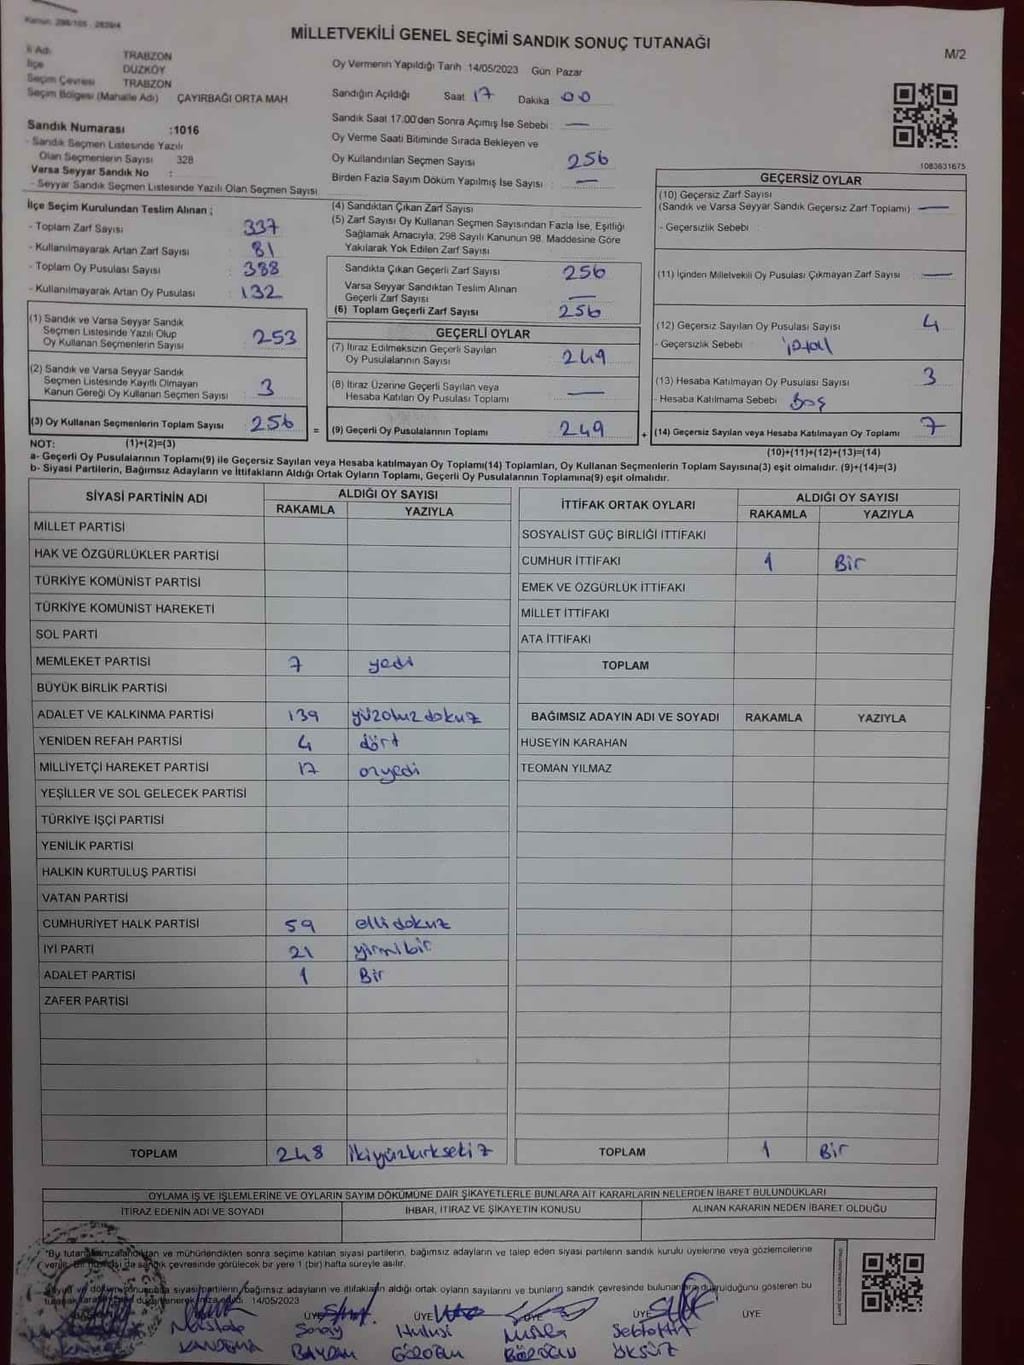 MİLLETVEKİLİ GENEL SEÇİMİ SANDIK SONUÇ TUTANAĞI
M/2
İl Adı TRABZON
İlçe DÜZKÖY
Seçim Çevresi TRABZON
Seçim Bölgesi (Mahalle Adı) ÇAYIRBAĞI ORTA MAH
Sandık Numarası :1016
- Sandık Seçmen Listesinde Yazılı
Olan Seçmenlerin Sayısı 328
Varsa Seyyar Sandık No :
- Seyyar Sandık Seçmen Listesinde Yazılı Olan Seçmen Sayısı
Oy Vermenin Yapıldığı Tarih :14/05/2023 Gün Pazar
Sandığın Açıldığı Saat 17 Dakika 00
Sandık Saat 17:00'den Sonra Açımış İse Sebebi : —
Oy Verme Saati Bitiminde Sırada Bekleyen ve
Oy Kullandırılan Seçmen Sayısı 256
Birden Fazla Sayım Döküm Yapılmış İse Sayısı : —
1083631675
İlçe Seçim Kurulundan Teslim Alınan ;
- Toplam Zarf Sayısı : 337
- Kullanılmayarak Artan Zarf Sayısı : 81
- Toplam Oy Pusulası Sayısı : 388
- Kullanılmayarak Artan Oy Pusulası : 132
(1) Sandık ve Varsa Seyyar Sandık
Seçmen Listesinde Yazılı Olup
Oy Kullanan Seçmenlerin Sayısı 253
(2) Sandık ve Varsa Seyyar Sandık
Seçmen Listesinde Kayıtlı Olmayan
Kanun Gereği Oy Kullanan Seçmen Sayısı : 3
(3) Oy Kullanan Seçmenlerin Toplam Sayısı 256 =
(4) Sandıktan Çıkan Zarf Sayısı
(5) Zarf Sayısı Oy Kullanan Seçmen Sayısından Fazla İse, Eşitliği
Sağlamak Amacıyla, 298 Sayılı Kanunun 98. Maddesine Göre
Yakılarak Yok Edilen Zarf Sayısı
Sandıkta Çıkan Geçerli Zarf Sayısı 256
Varsa Seyyar Sandıktan Teslim Alınan
Geçerli Zarf Sayısı —
(6) Toplam Geçerli Zarf Sayısı 256
GEÇERLİ OYLAR
(7) İtiraz Edilmeksizin Geçerli Sayılan
Oy Pusulalarının Sayısı 249
(8) İtiraz Üzerine Geçerli Sayılan veya
Hesaba Katılan Oy Pusulası Toplamı —
(9) Geçerli Oy Pusulalarının Toplamı 249 +
GEÇERSİZ OYLAR
(10) Geçersiz Zarf Sayısı
(Sandık ve Varsa Seyyar Sandık Geçersiz Zarf Toplamı) : —
- Geçersizlik Sebebi :
(11) İçinden Milletvekili Oy Pusulası Çıkmayan Zarf Sayısı : —
(12) Geçersiz Sayılan Oy Pusulası Sayısı : 4
- Geçersizlik Sebebi : iptal
(13) Hesaba Katılmayan Oy Pusulası Sayısı : 3
- Hesaba Katılmama Sebebi : Boş
(14) Geçersiz Sayılan veya Hesaba Katılmayan Oy Toplamı 7
NOT: (1)+(2)=(3)
(10)+(11)+(12)+(13)=(14)
a- Geçerli Oy Pusulalarının Toplamı(9) ile Geçersiz Sayılan veya Hesaba katılmayan Oy Toplamı(14) Toplamları, Oy Kullanan Seçmenlerin Toplam Sayısına(3) eşit olmalıdır. (9)+(14)=(3)
b- Siyasi Partilerin, Bağımsız Adayların ve İttifakların Aldığı Ortak Oyların Toplamı, Geçerli Oy Pusulalarının Toplamına(9) eşit olmalıdır.
SİYASİ PARTİNİN ADI ALDIĞI OY SAYISI
RAKAMLA YAZIYLA
MİLLET PARTİSİ
HAK VE ÖZGÜRLÜKLER PARTİSİ
TÜRKİYE KOMÜNİST PARTİSİ
TÜRKİYE KOMÜNİST HAREKETİ
SOL PARTİ
MEMLEKET PARTİSİ 7 yedi
BÜYÜK BİRLİK PARTİSİ
ADALET VE KALKINMA PARTİSİ 139 yüzotuzdokuz
YENİDEN REFAH PARTİSİ 4 dört
MİLLİYETÇİ HAREKET PARTİSİ 17 onyedi
YEŞİLLER VE SOL GELECEK PARTİSİ
TÜRKİYE İŞÇİ PARTİSİ
YENİLİK PARTİSİ
HALKIN KURTULUŞ PARTİSİ
VATAN PARTİSİ
CUMHURİYET HALK PARTİSİ 59 ellidokuz
İYİ PARTİ 21 yirmibir
ADALET PARTİSİ 1 Bir
ZAFER PARTİSİ
TOPLAM 248 ikiyüzkırksekiz
İTTİFAK ORTAK OYLARI ALDIĞI OY SAYISI
RAKAMLA YAZIYLA
SOSYALİST GÜÇ BİRLİĞİ İTTİFAKI
CUMHUR İTTİFAKI 1 Bir
EMEK VE ÖZGÜRLÜK İTTİFAKI
MİLLET İTTİFAKI
ATA İTTİFAKI
TOPLAM
BAĞIMSIZ ADAYIN ADI VE SOYADI RAKAMLA YAZIYLA
HÜSEYİN KARAHAN
TEOMAN YILMAZ
TOPLAM 1 Bir
OYLAMA İŞ VE İŞLEMLERİNE VE OYLARIN SAYIM DÖKÜMÜNE DAİR ŞİKAYETLERLE BUNLARA AİT KARARLARIN NELERDEN İBARET BULUNDUKLARI
İTİRAZ EDENİN ADI VE SOYADI İHBAR, İTİRAZ VE ŞİKAYETİN KONUSU ALINAN KARARIN NEDEN İBARET OLDUĞU
"Bu tutanak imzalandıktan ve mühürlendikten sonra seçime katılan siyasi partilerin, bağımsız adayların ve talep eden siyasi partilerin sandık kurulu üyelerine veya gözlemcilerine
sandık çevresinde görülecek bir yere 1 (bir) hafta süreyle asılır.
siyasi partilerin, bağımsız adayların ve ittifakların aldığı ortak oyların sayılarını ve bunların sandık çevresinde bulunanlara duyurulduğunu gösteren bu
14/05/2023
ÜYE ÜYE ÜYE ÜYE
Soray Hulusi
BAYRAM ÖKSÜZ